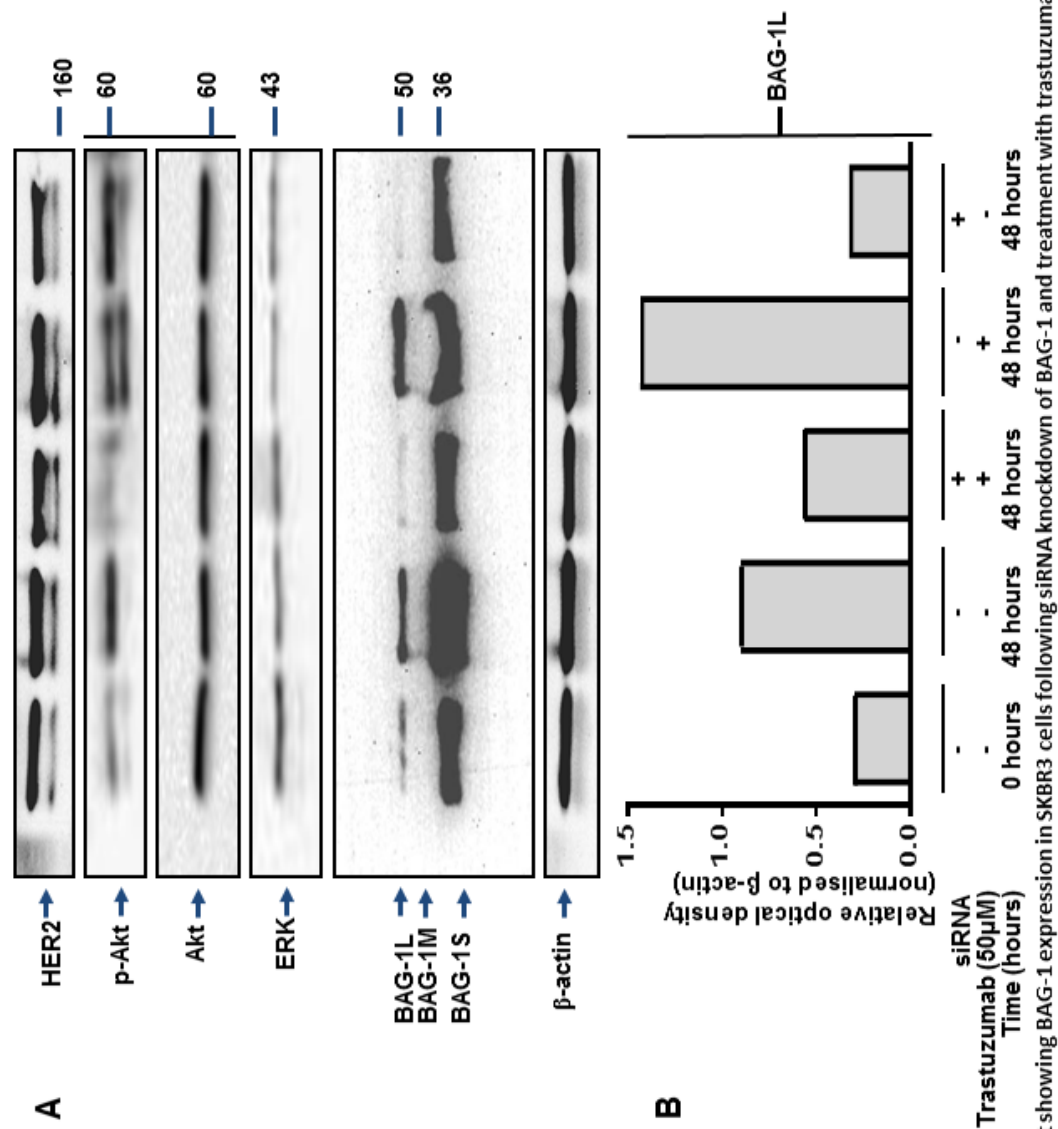 A
HER2
160
p-Akt
60
Akt
60
ERK
43
BAG-1L
50
BAG-1M
36
BAG-1S
β-actin
B
Relative optical density
(normalised to β-actin)
1.5
1.0
0.5
0.0
BAG-1L
siRNA - - + - +
Trastuzumab (50µM) - - + + -
Time (hours) 0 hours 48 hours 48 hours 48 hours 48 hours
showing BAG-1 expression in SKBR3 cells following siRNA knockdown of BAG-1 and treatment with